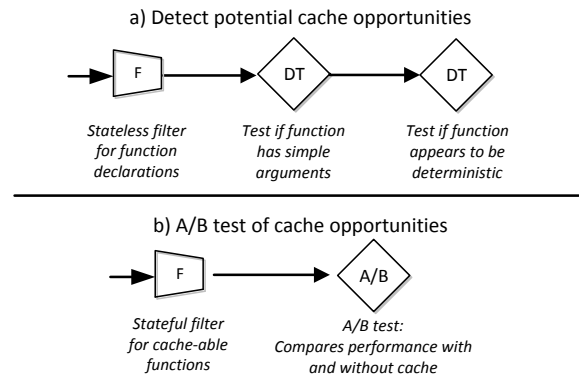 a) Detect potential cache opportunities
F
DT
DT
Stateless filter
for function
declarations
Test if function
has simple
arguments
Test if function
appears to be
deterministic
b) A/B test of cache opportunities
F
A/B
Stateful filter
for cache-able
functions
A/B test:
Compares performance with
and without cache